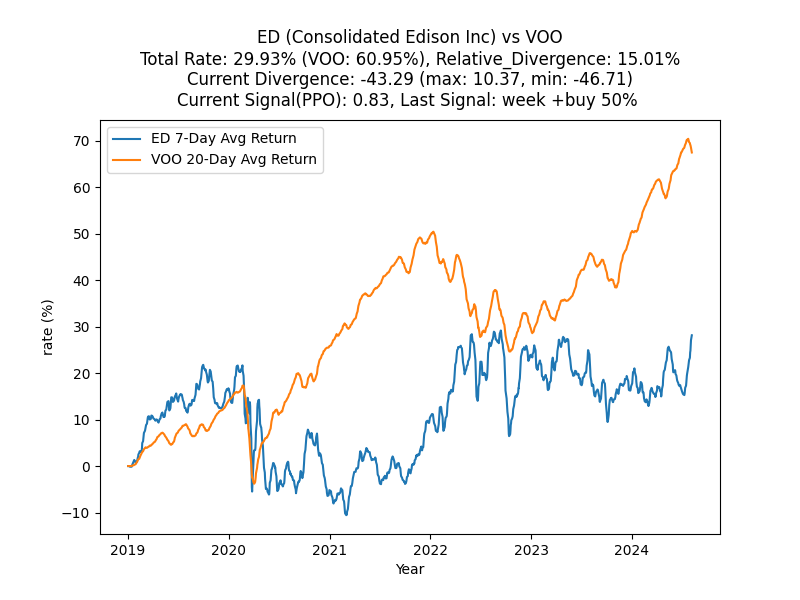 ED (Consolidated Edison Inc) vs VOO
Total Rate: 29.93% (VOO: 60.95%), Relative_Divergence: 15.01%
Current Divergence: -43.29 (max: 10.37, min: -46.71)
Current Signal(PPO): 0.83, Last Signal: week +buy 50%
ED 7-Day Avg Return
VOO 20-Day Avg Return
70
60
50
40
30
20
10
0
−10
rate (%)
2019 2020 2021 2022 2023 2024
Year